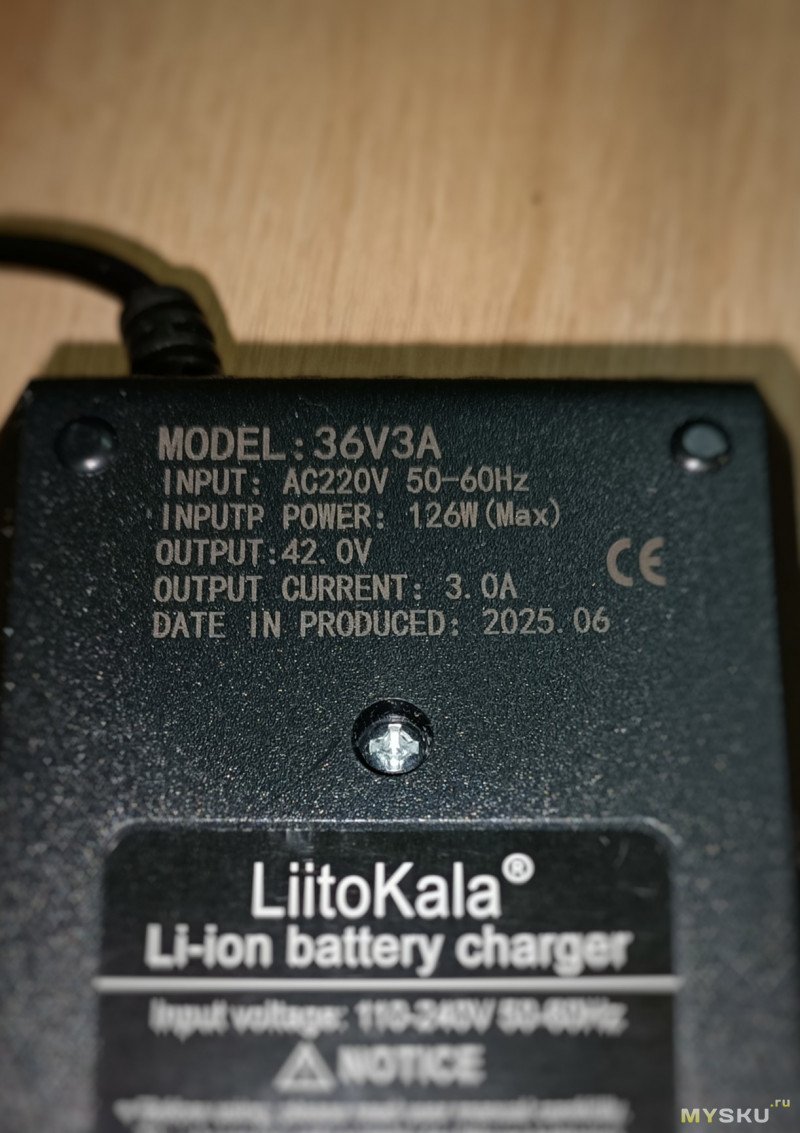 MODEL:36V3A
INPUT: AC220V 50-60Hz
INPUTP POWER: 126W(Max)
OUTPUT:42.0V
CE
OUTPUT CURRENT: 3.0A
DATE IN PRODUCED: 2025.06
LiitoKala®
Li-ion battery charger
Input voltage: 110-240V 50-60Hz
NOTICE
MYSKU.ru